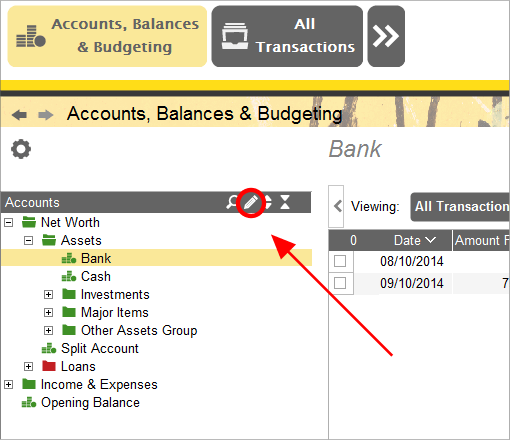 Accounts, Balances
& Budgeting
All
Transactions
Accounts, Balances & Budgeting
Bank
Accounts
Net Worth
Assets
Bank
Cash
Investments
Major Items
Other Assets Group
Split Account
Loans
Income & Expenses
Opening Balance
Viewing:
All Transaction
0 Date Amount F
08/10/2014
09/10/2014 7